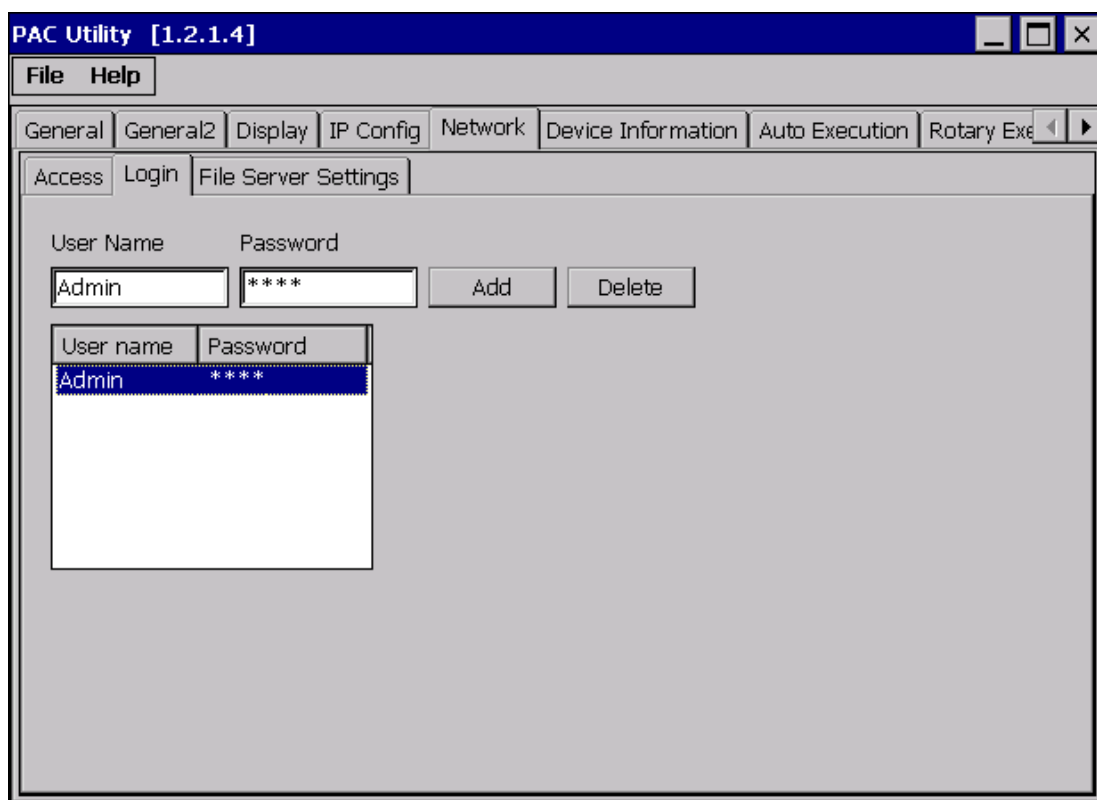 PAC Utility [1.2.1.4]
File Help
General General2 Display IP Config Network Device Information Auto Execution Rotary Exe
Access Login File Server Settings
User Name Password
Admin **** Add Delete
User name Password
Admin ****